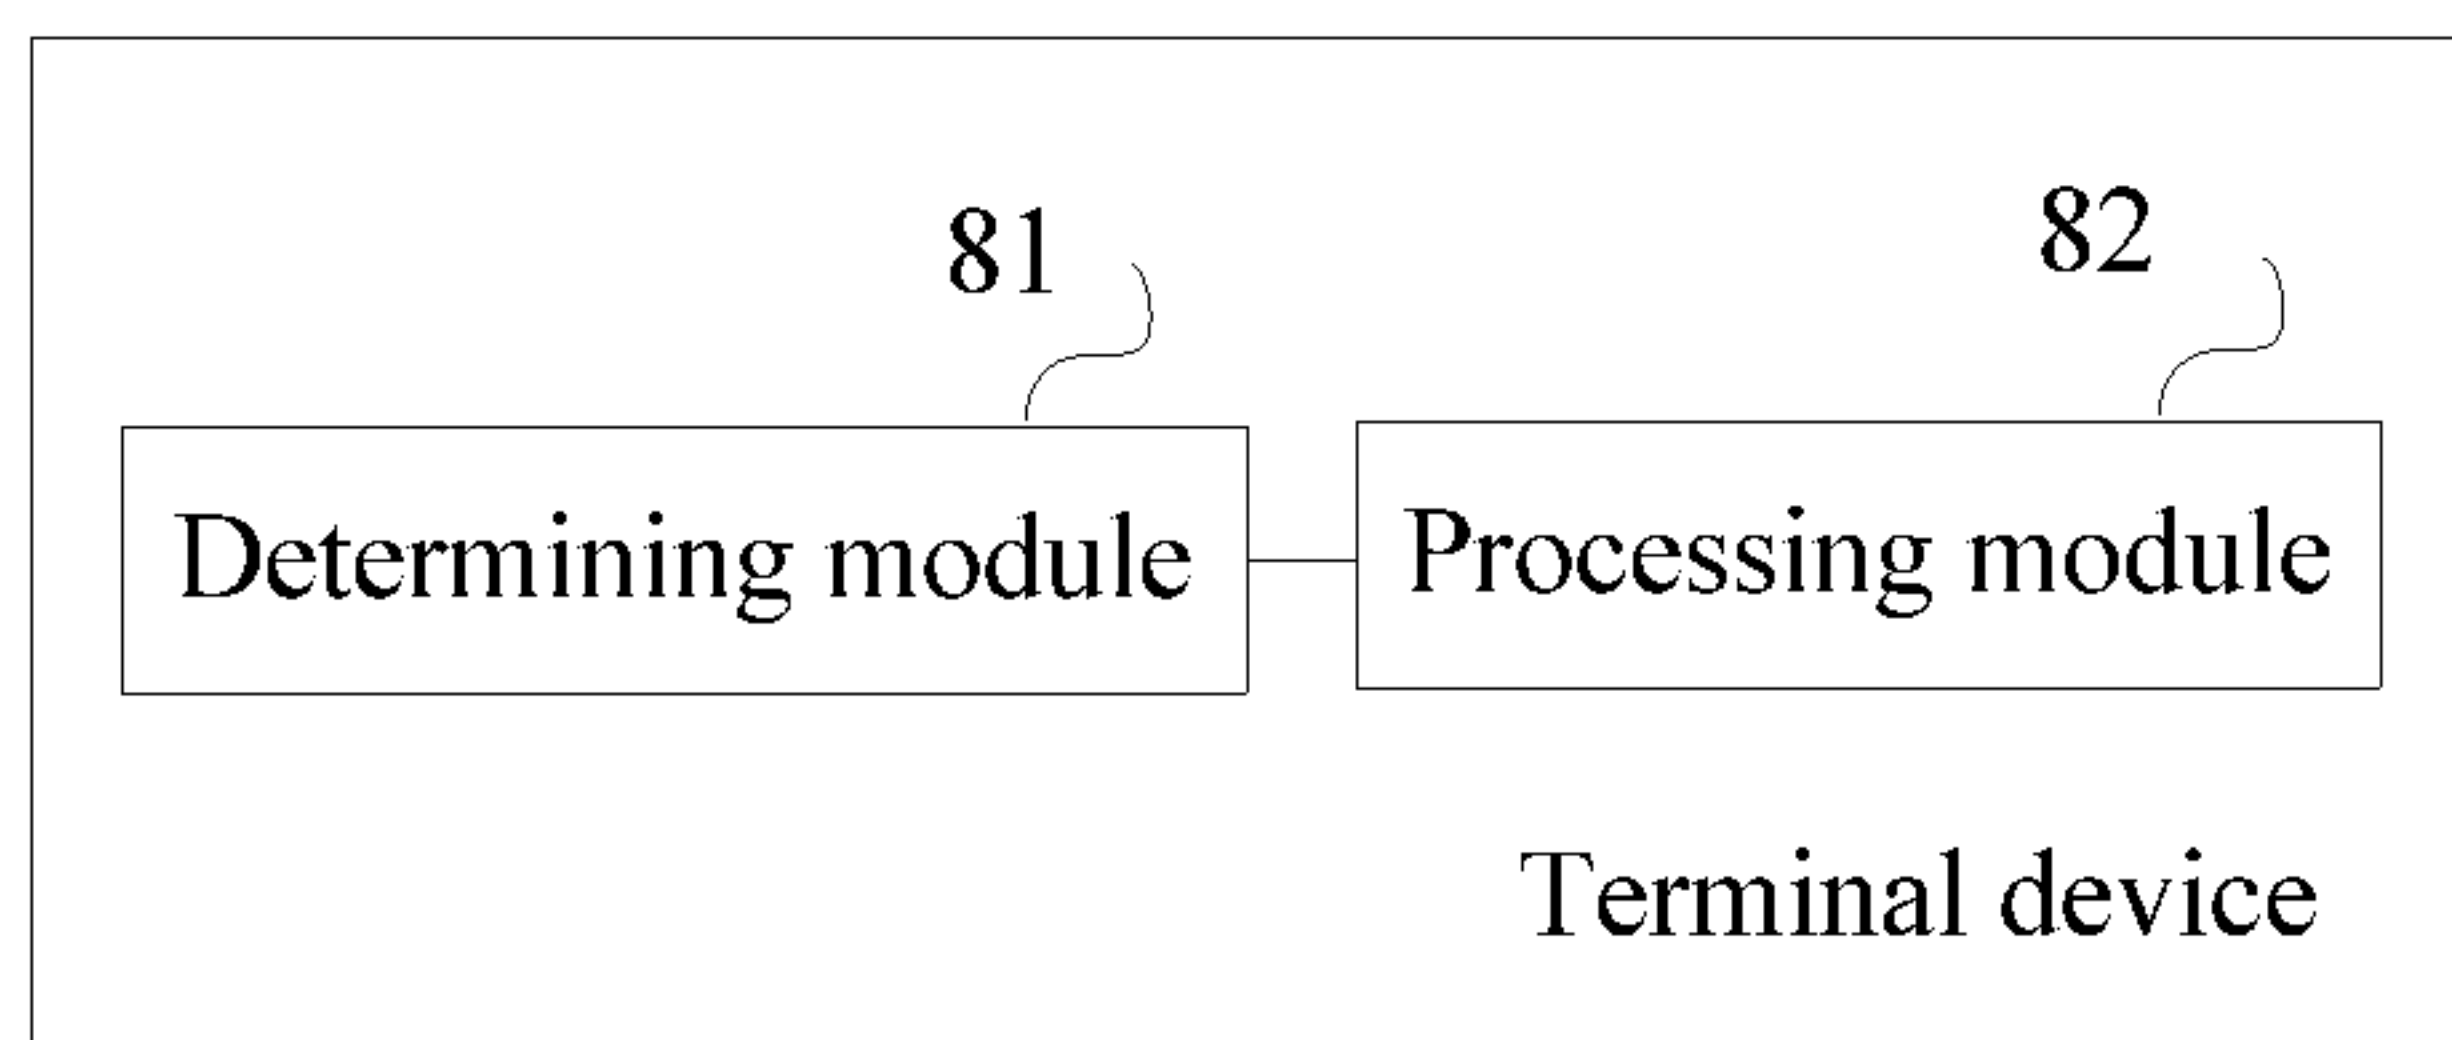 81
82
Determining module
Processing module
Terminal device